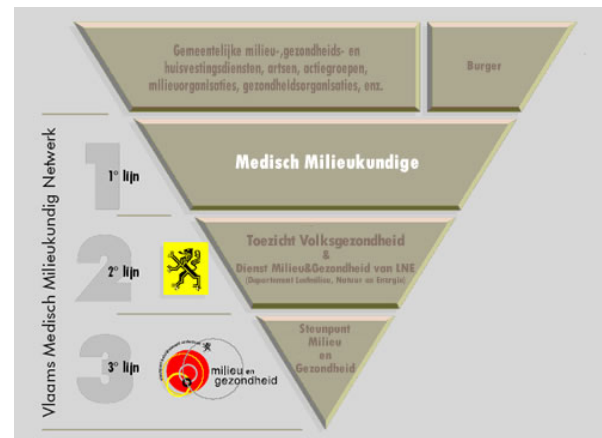 Gemeentelijke milieu-,gezondheids- en
huisvestingsdiensten, artsen, actiegroepen,
milieuorganisaties, gezondheidsorganisaties, enz.
Burger
Vlaams Medisch Milieukundig Netwerk
1
1° lijn
Medisch Milieukundige
2
2° lijn
Toezicht Volksgezondheid
&
Dienst Milieu&Gezondheid van LNE
(Departement Leefmilieu, Natuur en Energie)
3
3° lijn
milieu en
gezondheid
Steunpont
Milieu
en
Gezondheid